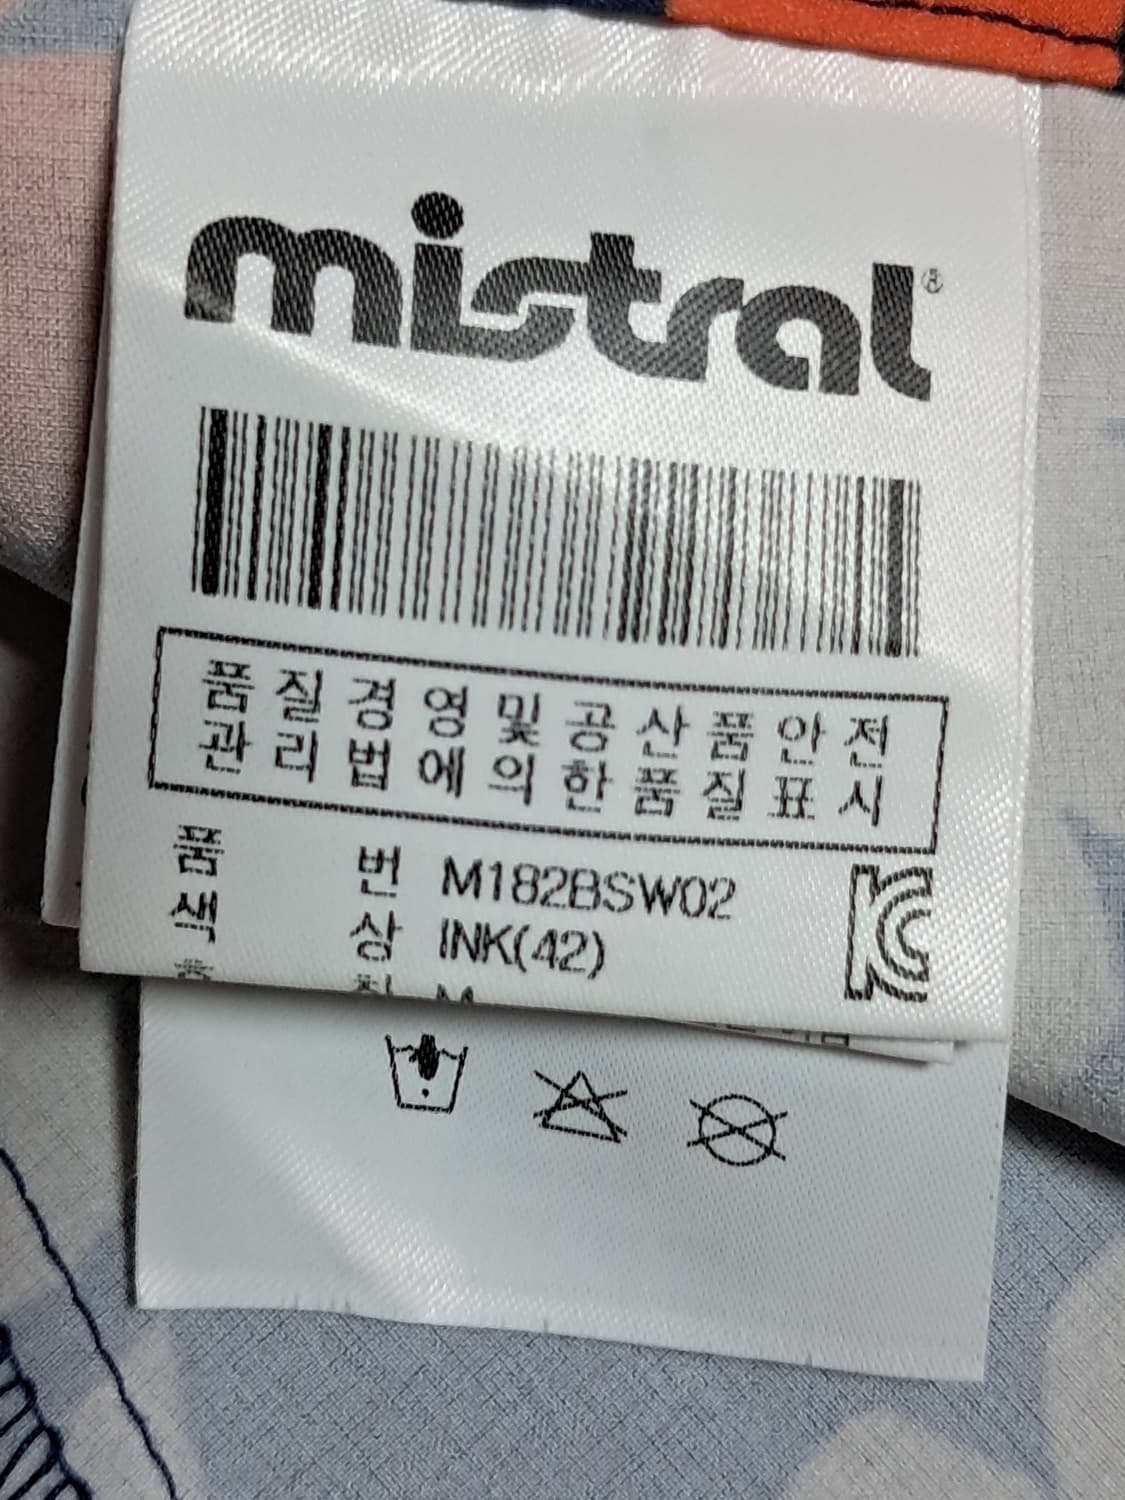 mistral®
품질경영및공산품안전
관리법에의한품질표시
품 번 M182BSW02
색 상 INK(42)
M